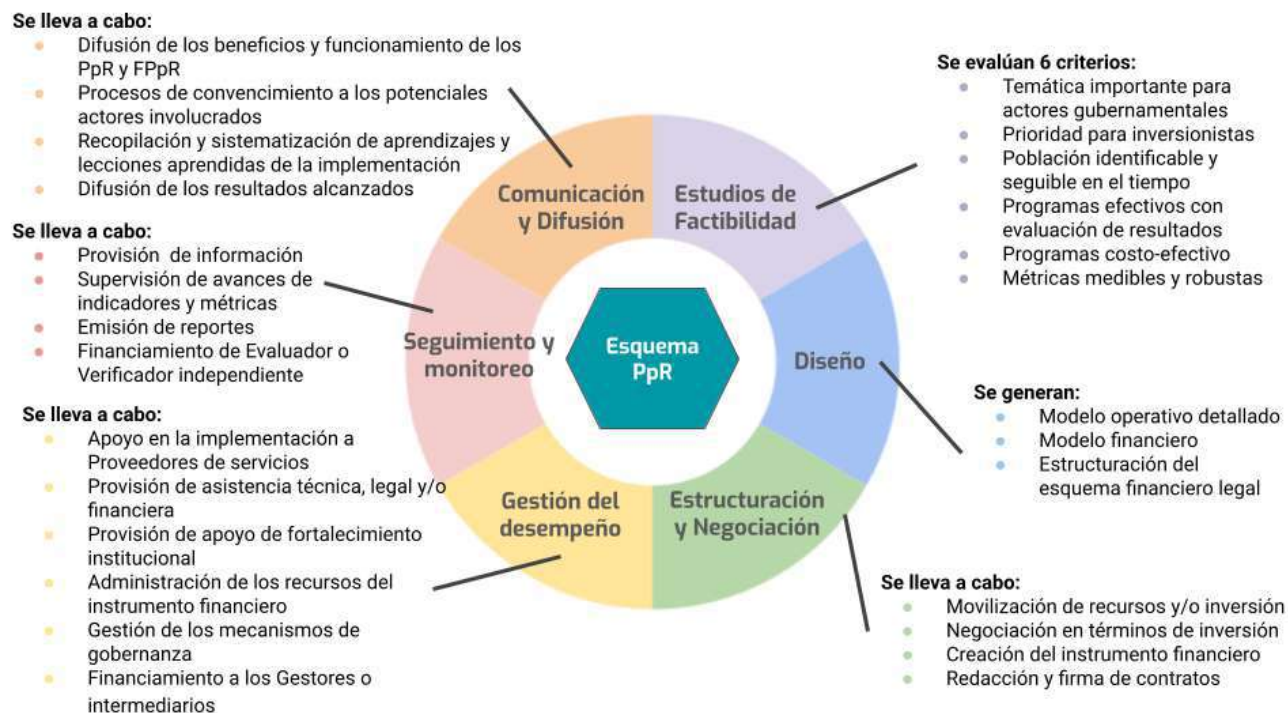 Se lleva a cabo:
Difusión de los beneficios y funcionamiento de los
PpR y FPpR
Procesos de convencimiento a los potenciales
actores involucrados
Recopilación y sistematización de aprendizajes y
lecciones aprendidas de la implementación
Difusión de los resultados alcanzados
Se lleva a cabo:
Provisión de información
Supervisión de avances de
indicadores y métricas
Emisión de reportes
Financiamiento de Evaluador o
Verificador independiente
Se lleva a cabo:
Apoyo en la implementación a
Proveedores de servicios
Provisión de asistencia técnica, legal y/o
financiera
Provisión de apoyo de fortalecimiento
institucional
Administración de los recursos del
instrumento financiero
Gestión de los mecanismos de
gobernanza
Financiamiento a los Gestores o
intermediarios
Comunicación
y Difusión
Estudios de
Factibilidad
Seguimiento y
monitoreo
Esquema
PpR
Diseño
Gestión del
desempeño
Estructuración
y Negociación
Se evalúan 6 criterios:
Temática importante para
actores gubernamentales
Prioridad para inversionistas
Población identificable y
seguible en el tiempo
Programas efectivos con
evaluación de resultados
Programas costo-efectivo
Métricas medibles y robustas
Se generan:
Modelo operativo detallado
Modelo financiero
Estructuración del
esquema financiero legal
Se lleva a cabo:
Movilización de recursos y/o inversión
Negociación en términos de inversión
Creación del instrumento financiero
Redacción y firma de contratos